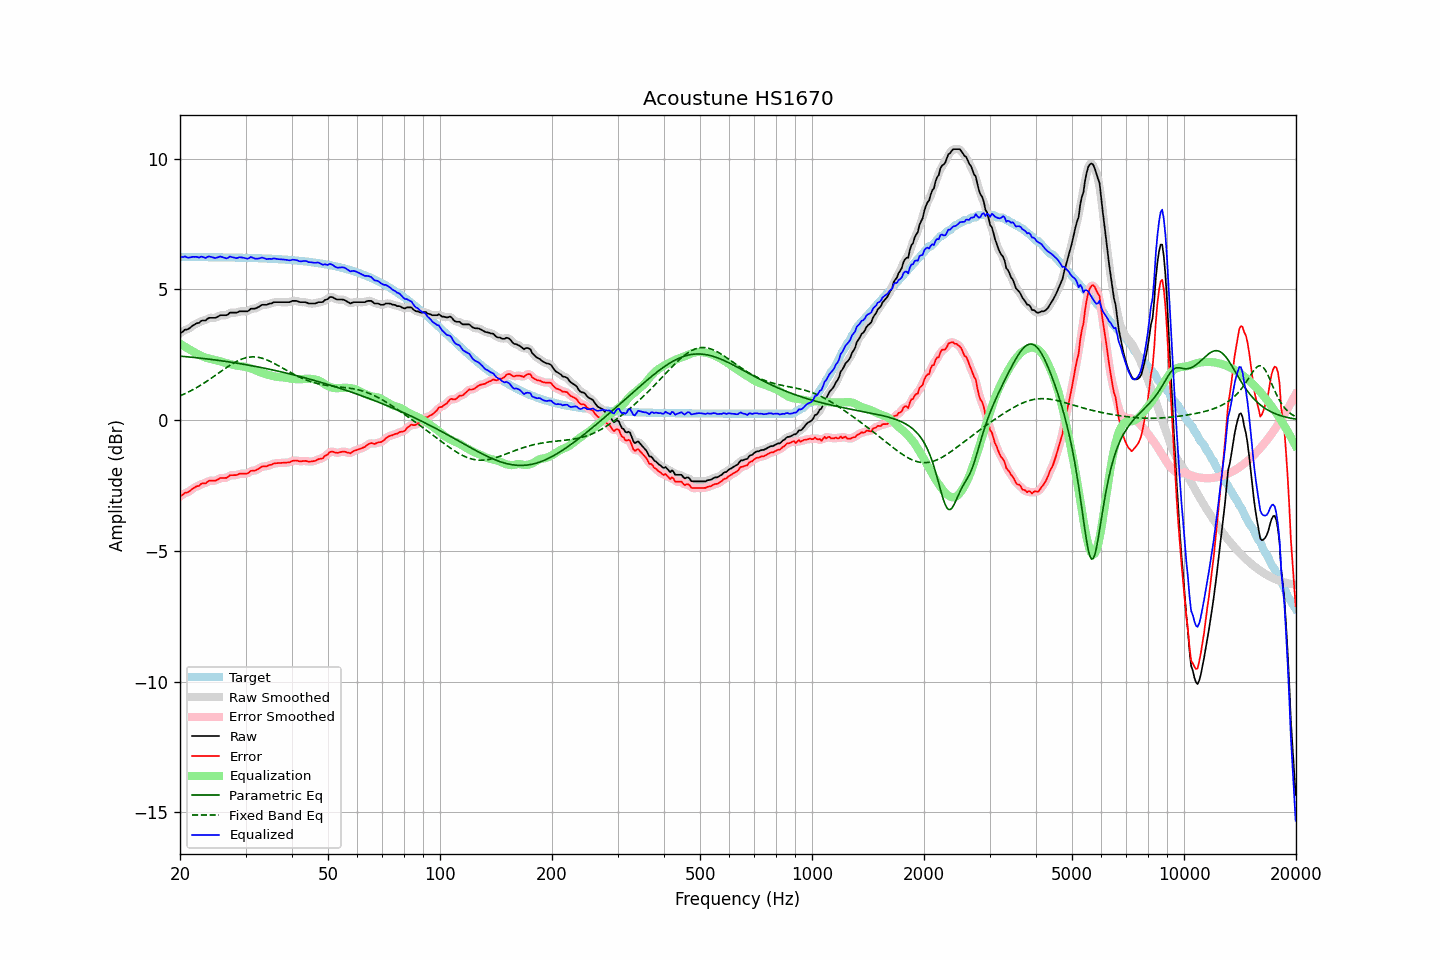 Acoustune HS1670
Amplitude (dBr)
10
5
0
−5
−10
−15
Target
Raw Smoothed
Error Smoothed
Raw
Error
Equalization
Parametric Eq
Fixed Band Eq
Equalized
20 50 100 200 500 1000 2000 5000 10000 20000
Frequency (Hz)